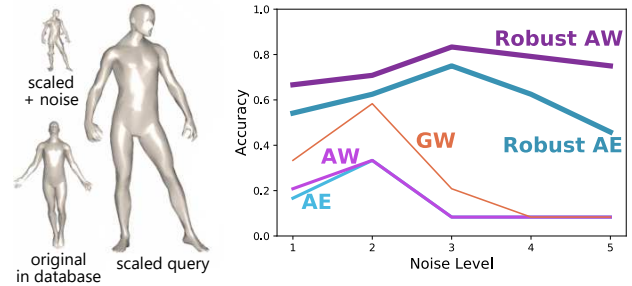 scaled
+ noise
original
in database
scaled query
Accuracy
1.0
0.8
0.6
0.4
0.2
0.0
Robust AW
Robust AE
GW
AW
AE
1 2 3 4 5
Noise Level